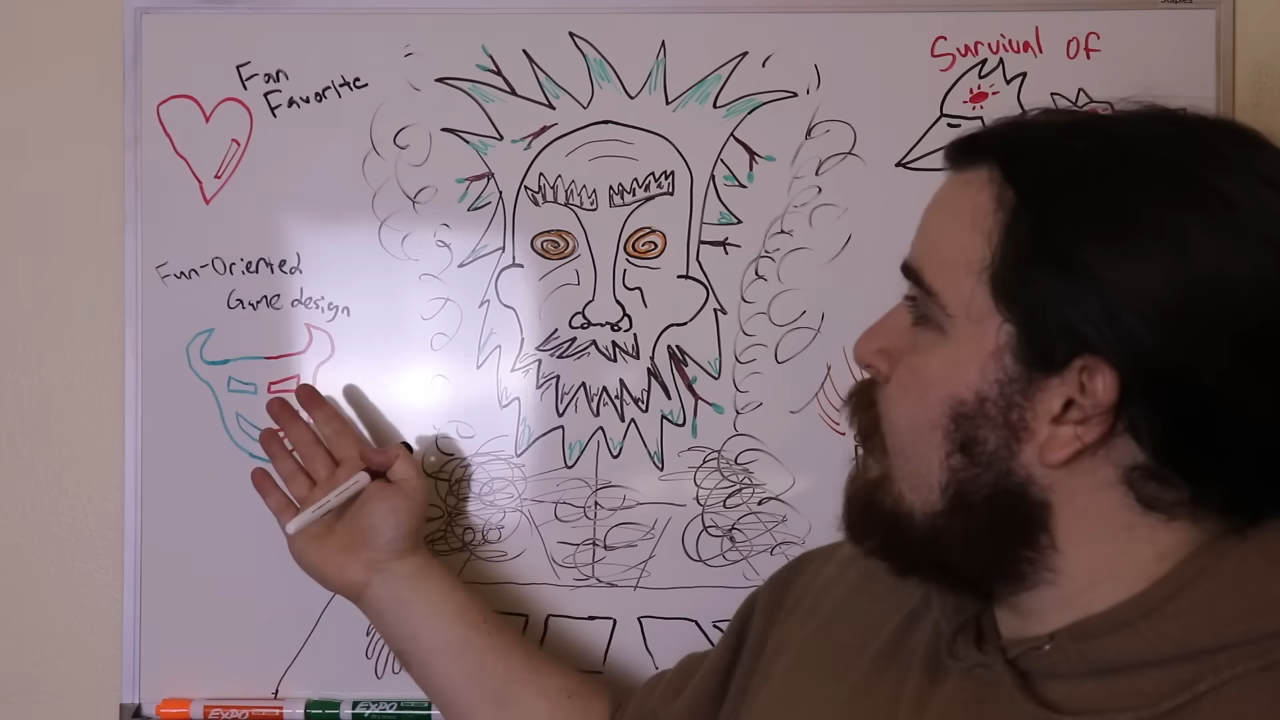 Fan
Favorite
Survival OF
Fun-Oriented
Game design
EXPO
EXPO